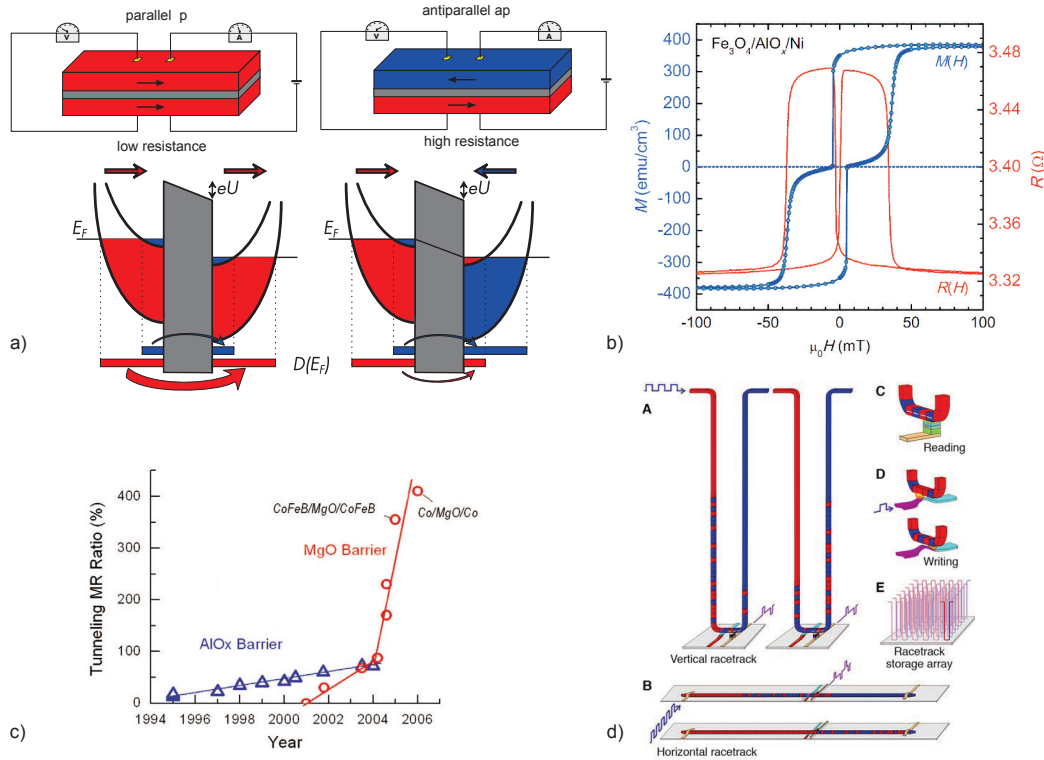 parallel p
antiparallel ap
V
A
V
A
low resistance
high resistance
eU
eU
E_F
E_F
D(E_F)
a)
Fe₃O₄/AlOₓ/Ni
M(H)
R(H)
M (emu/cm³)
400
300
200
100
0
-100
-200
-300
-400
R (Ω)
3.48
3.44
3.40
3.36
3.32
-100
-50
0
50
100
μ₀H (mT)
b)
Tunneling MR Ratio (%)
400
300
200
100
0
CoFeB/MgO/CoFeB
Co/MgO/Co
MgO Barrier
AlOx Barrier
1994
1996
1998
2000
2002
2004
2006
Year
c)
A
Vertical racetrack
C
Reading
D
Writing
E
Racetrack
storage array
B
Horizontal racetrack
d)